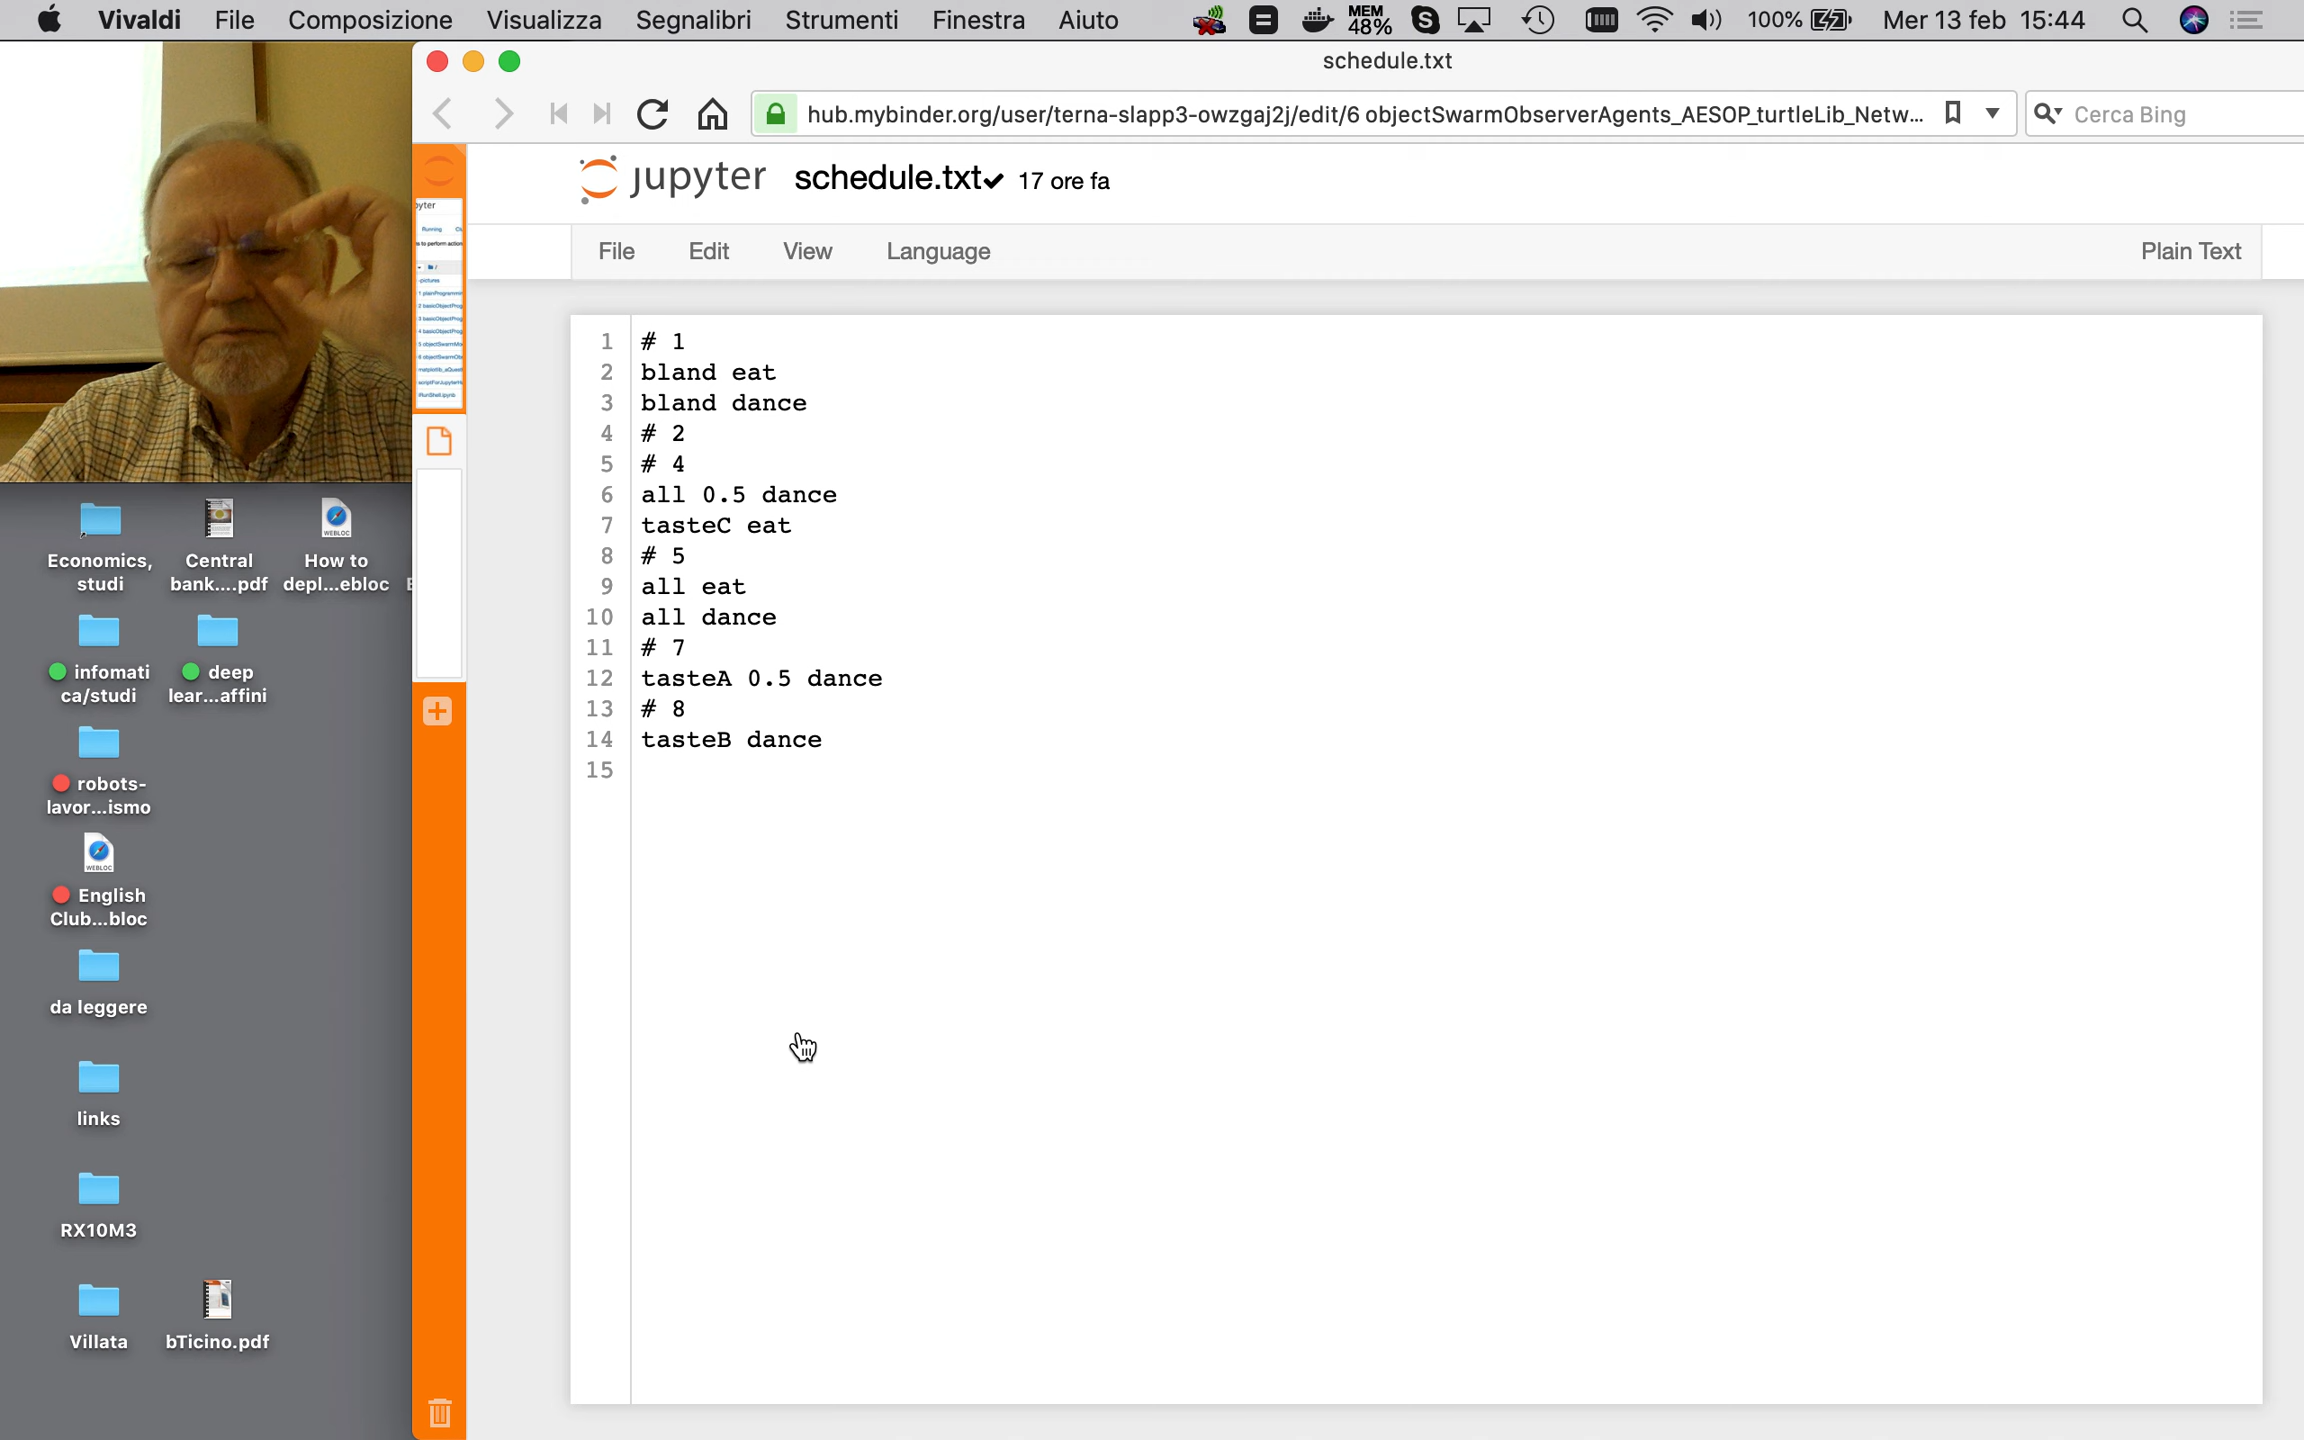 Vivaldi File Composizione Visualizza Segnalibri Strumenti Finestra Aiuto MEM 48% 100% Mer 13 feb 15:44
schedule.txt
hub.mybinder.org/user/terna-slapp3-owzgaj2j/edit/6 objectSwarmObserverAgents_AESOP_turtleLib_Netw... Cerca Bing
jupyter schedule.txt 17 ore fa
File Edit View Language Plain Text
1 # 1
2 bland eat
3 bland dance
4 # 2
5 # 4
6 all 0.5 dance
7 tasteC eat
8 # 5
9 all eat
10 all dance
11 # 7
12 tasteA 0.5 dance
13 # 8
14 tasteB dance
15
Economics, studi
Central bank....pdf
WEBLOC
How to depl...ebloc
infomati ca/studi
deep lear...affini
robots-
lavor...ismo
WEBLOC
English
Club...bloc
da leggere
links
RX10M3
Villata
bTicino.pdf
yter
Running